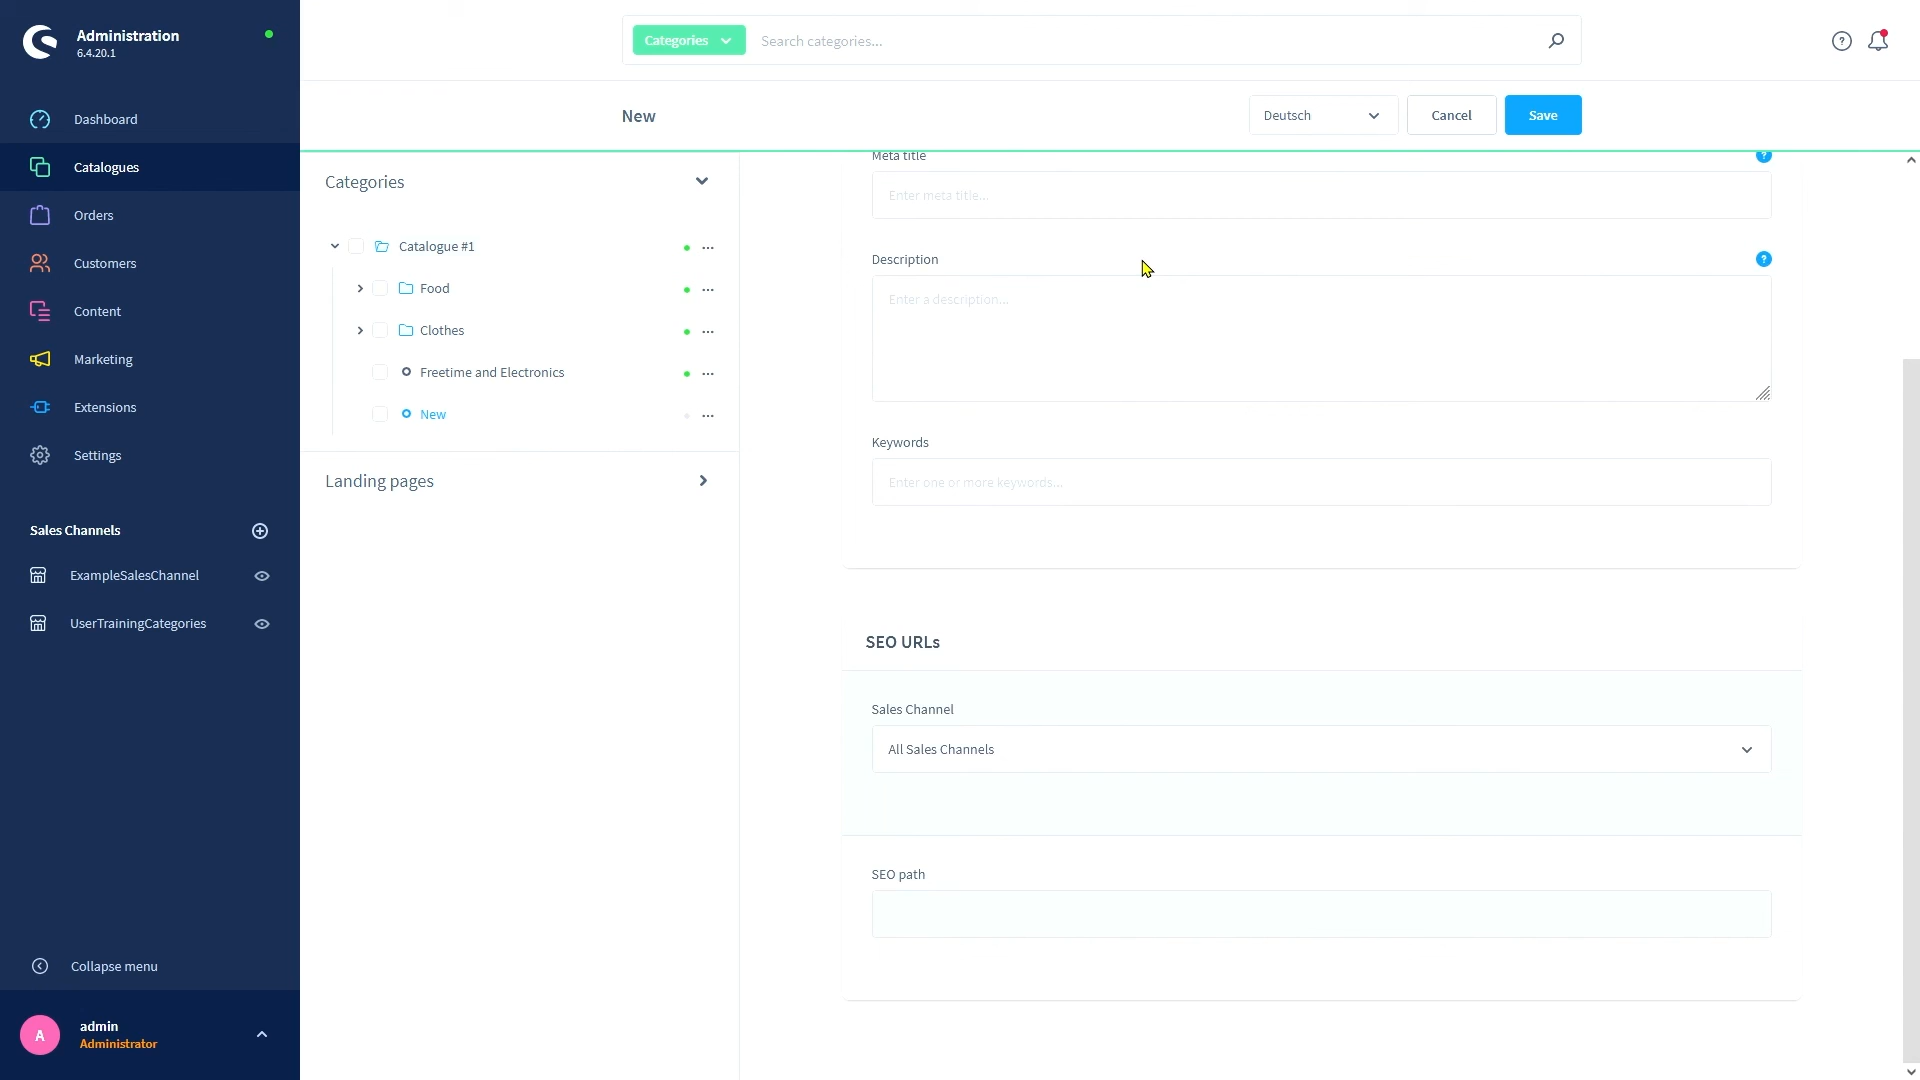 Administration
6.4.20.1
Categories
Search categories...
New
Deutsch
Cancel
Save
Dashboard
Catalogues
Orders
Customers
Content
Marketing
Extensions
Settings
Sales Channels
ExampleSalesChannel
UserTrainingCategories
Collapse menu
A
admin
Administrator
Categories
Catalogue #1
Food
Clothes
Freetime and Electronics
New
Landing pages
Meta title
Enter meta title...
Description
Enter a description...
Keywords
Enter one or more keywords...
SEO URLs
Sales Channel
All Sales Channels
SEO path